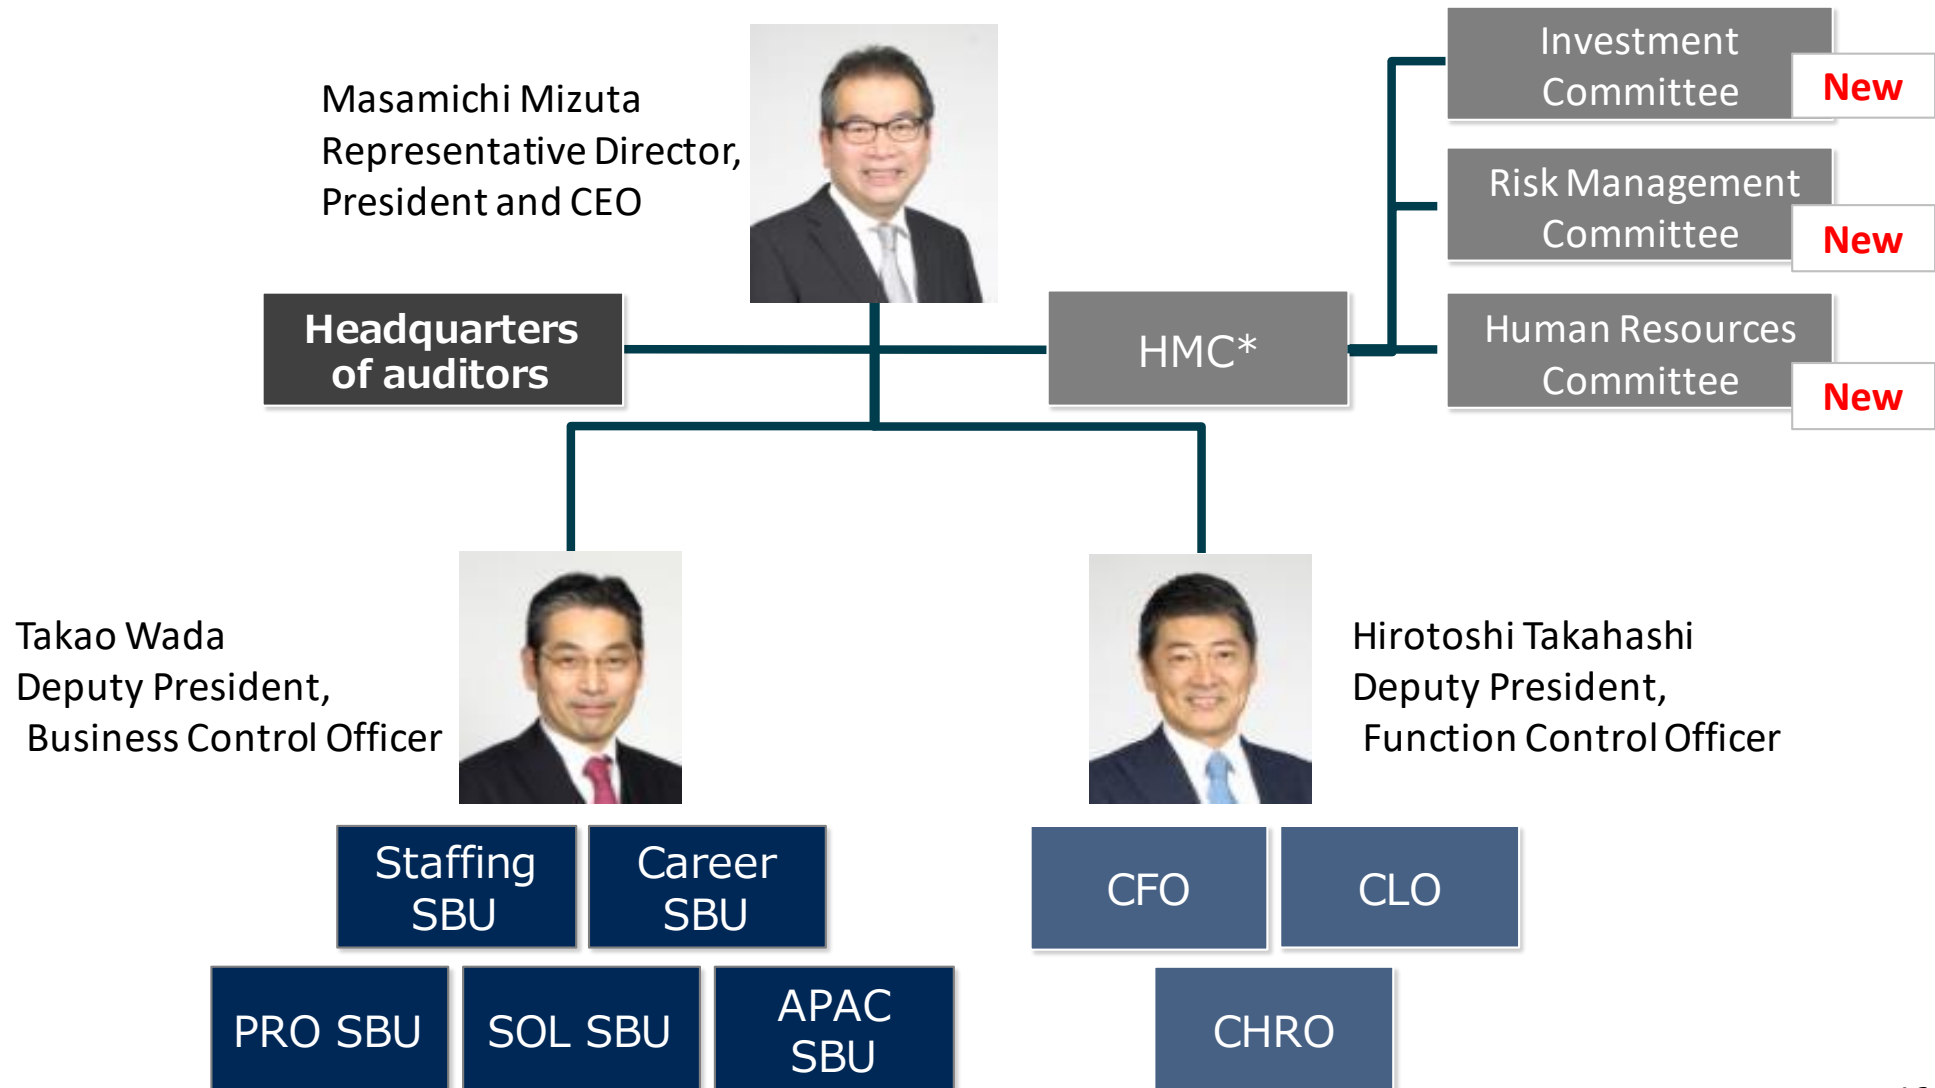 Masamichi Mizuta
Representative Director,
President and CEO
Investment
Committee
New
Risk Management
Committee
New
Headquarters
of auditors
HMC*
Human Resources
Committee
New
Takao Wada
Deputy President,
Business Control Officer
Hirotoshi Takahashi
Deputy President,
Function Control Officer
Staffing
SBU
Career
SBU
CFO
CLO
PRO SBU
SOL SBU
APAC
SBU
CHRO